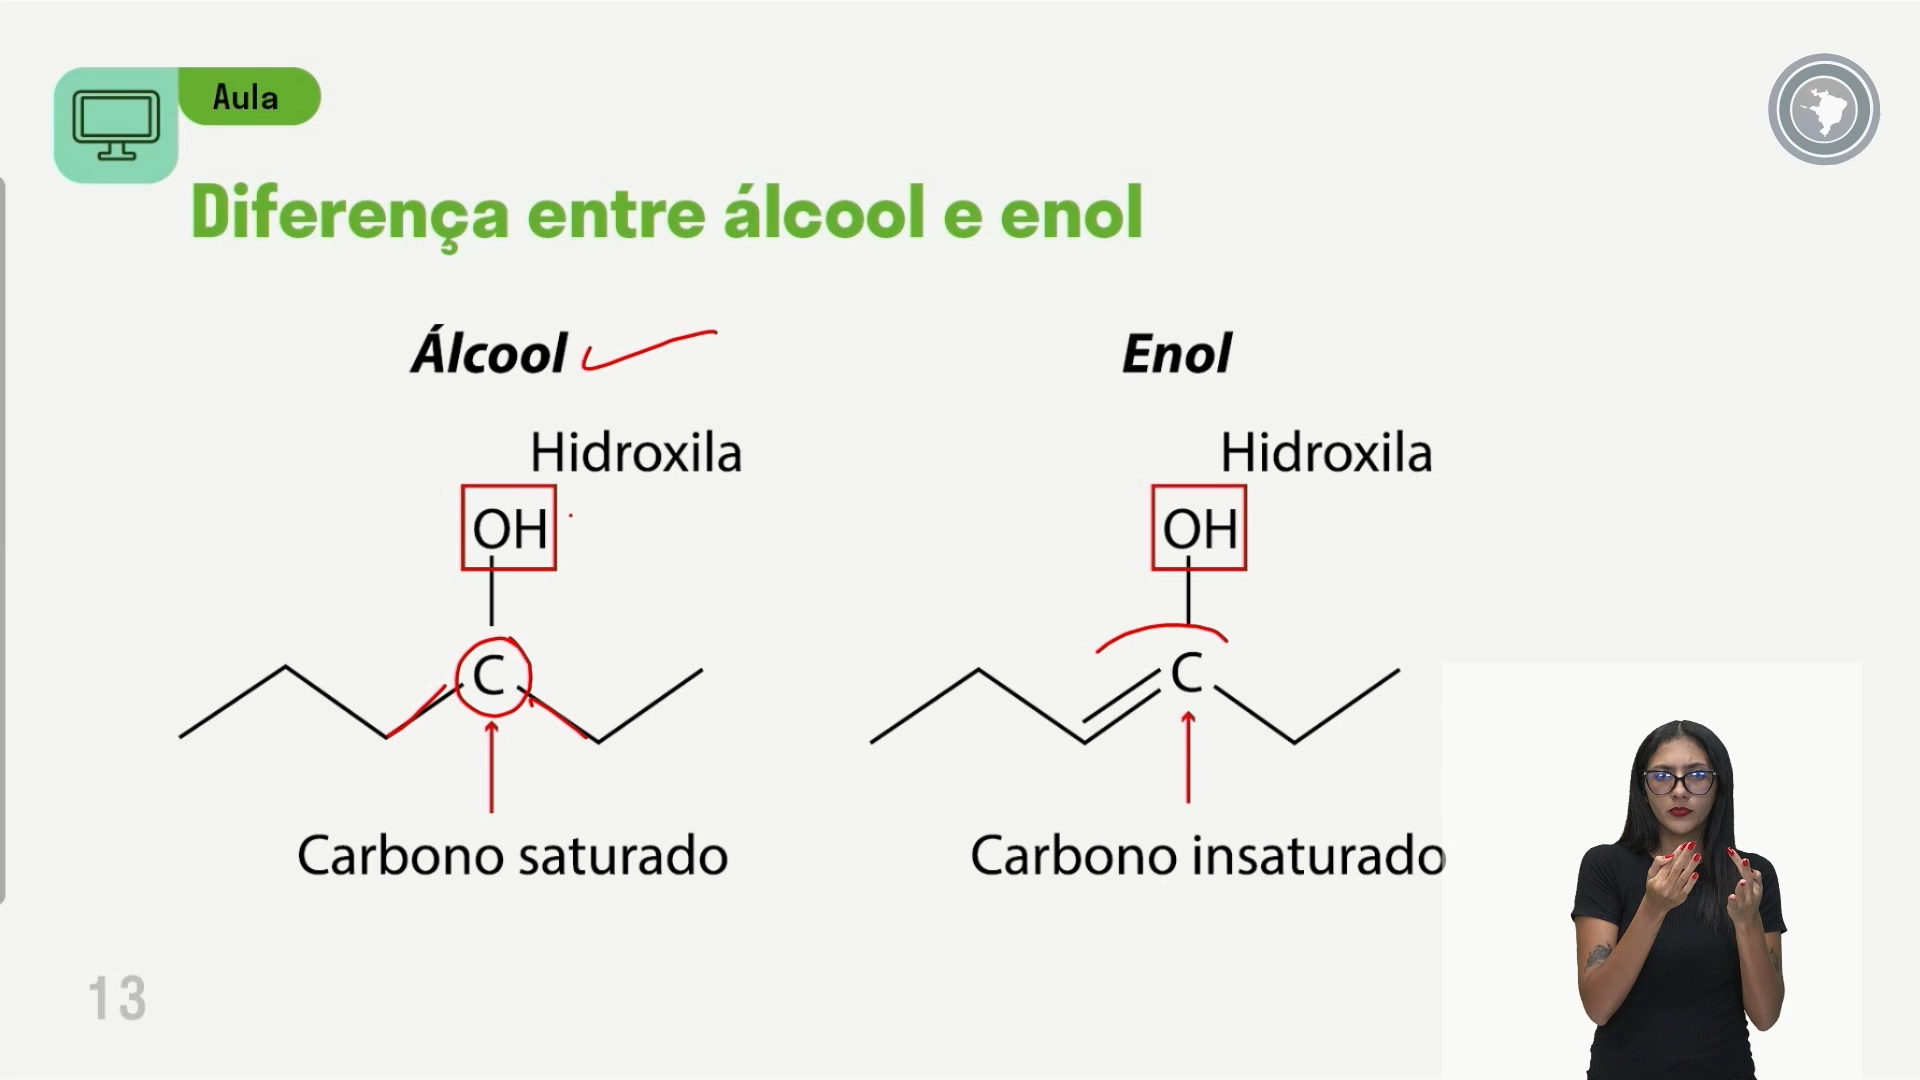 Aula
Diferença entre álcool e enol
Álcool
Enol
Hidroxila
Hidroxila
OH
OH
C
C
Carbono saturado
Carbono insaturado
13